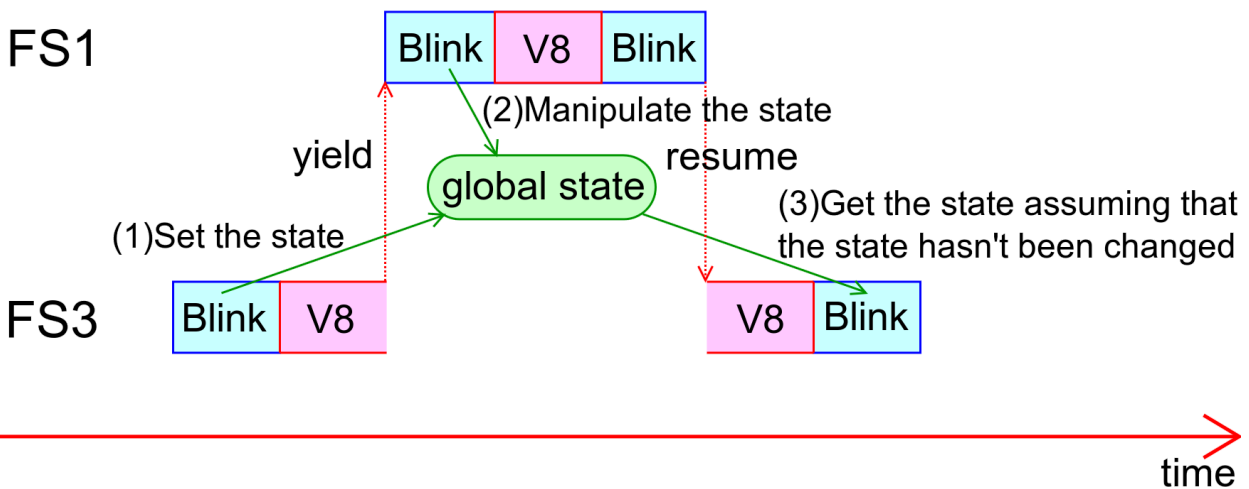 FS1
Blink V8 Blink
(2)Manipulate the state
yield
resume
global state
(3)Get the state assuming that
the state hasn't been changed
(1)Set the state
FS3
Blink V8
V8 Blink
time